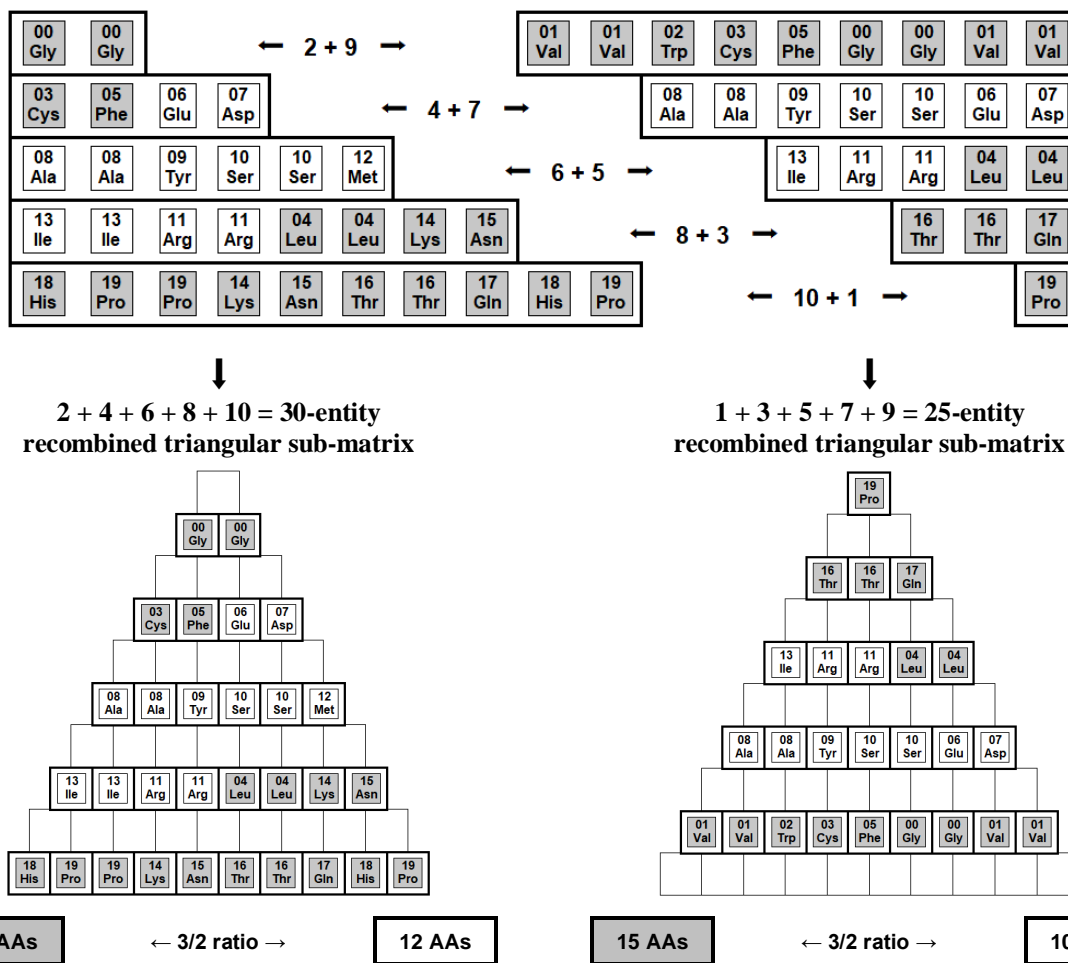 00 00 ← 2 + 9 → 01 01 02 03 05 00 00 01 01
Gly Gly Val Val Trp Cys Phe Gly Gly Val Val
03 05 06 07 ← 4 + 7 → 08 08 09 10 10 06 07
Cys Phe Glu Asp Ala Ala Tyr Ser Ser Glu Asp
08 08 09 10 10 12 ← 6 + 5 → 13 11 11 04 04
Ala Ala Tyr Ser Ser Met Ile Arg Arg Leu Leu
13 13 11 11 04 04 14 15 ← 8 + 3 → 16 16 17
Ile Ile Arg Arg Leu Leu Lys Asn Thr Thr Gln
18 19 19 14 15 16 16 17 18 19 ← 10 + 1 → 19
His Pro Pro Lys Asn Thr Thr Gln His Pro Pro
2 + 4 + 6 + 8 + 10 = 30-entity
recombined triangular sub-matrix
1 + 3 + 5 + 7 + 9 = 25-entity
recombined triangular sub-matrix
00 00
Gly Gly
03 05 06 07
Cys Phe Glu Asp
08 08 09 10 10 12
Ala Ala Tyr Ser Ser Met
13 13 11 11 04 04 14 15
Ile Ile Arg Arg Leu Leu Lys Asn
18 19 19 14 15 16 16 17 18 19
His Pro Pro Lys Asn Thr Thr Gln His Pro
19
Pro
16 16 17
Thr Thr Gln
13 11 11 04 04
Ile Arg Arg Leu Leu
08 08 09 10 10 06 07
Ala Ala Tyr Ser Ser Glu Asp
01 01 02 03 05 00 00 01 01
Val Val Trp Cys Phe Gly Gly Val Val
AAs ← 3/2 ratio → 12 AAs
15 AAs ← 3/2 ratio → 10